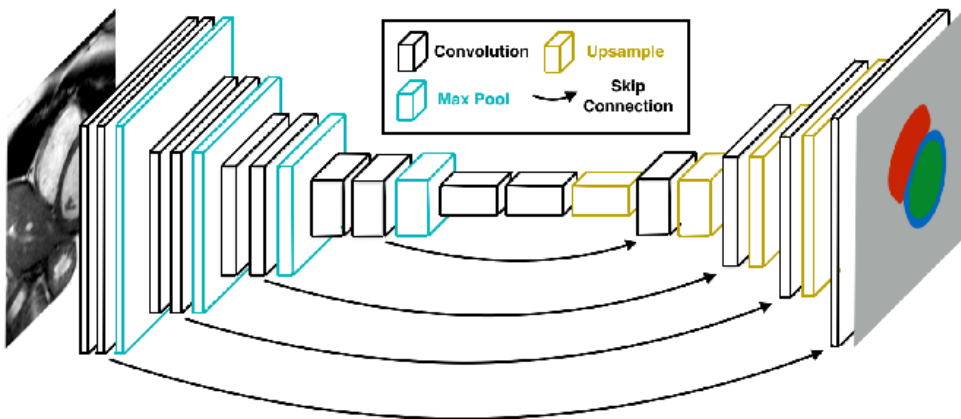 Convolution
Upsample
Max Pool
Skip
Connection